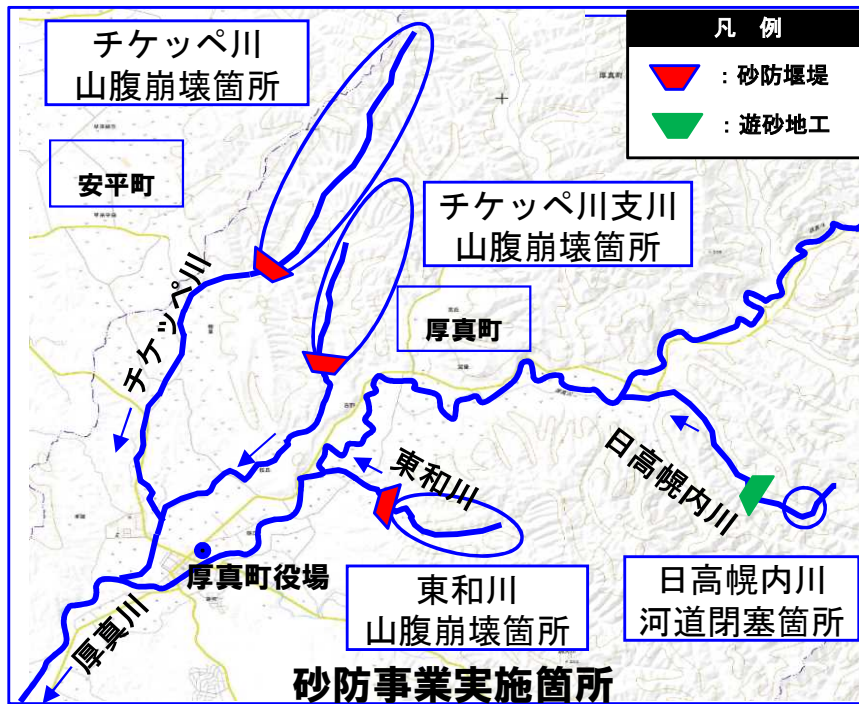 チケッペ川
山腹崩壊箇所
凡 例
：砂防堰堤
：遊砂地工
厚真町
安平町
チケッペ川支川
山腹崩壊箇所
チケッペ川
厚真町
東和川
日高幌内川
厚真町役場
東和川
山腹崩壊箇所
日高幌内川
河道閉塞箇所
厚真川
砂防事業実施箇所